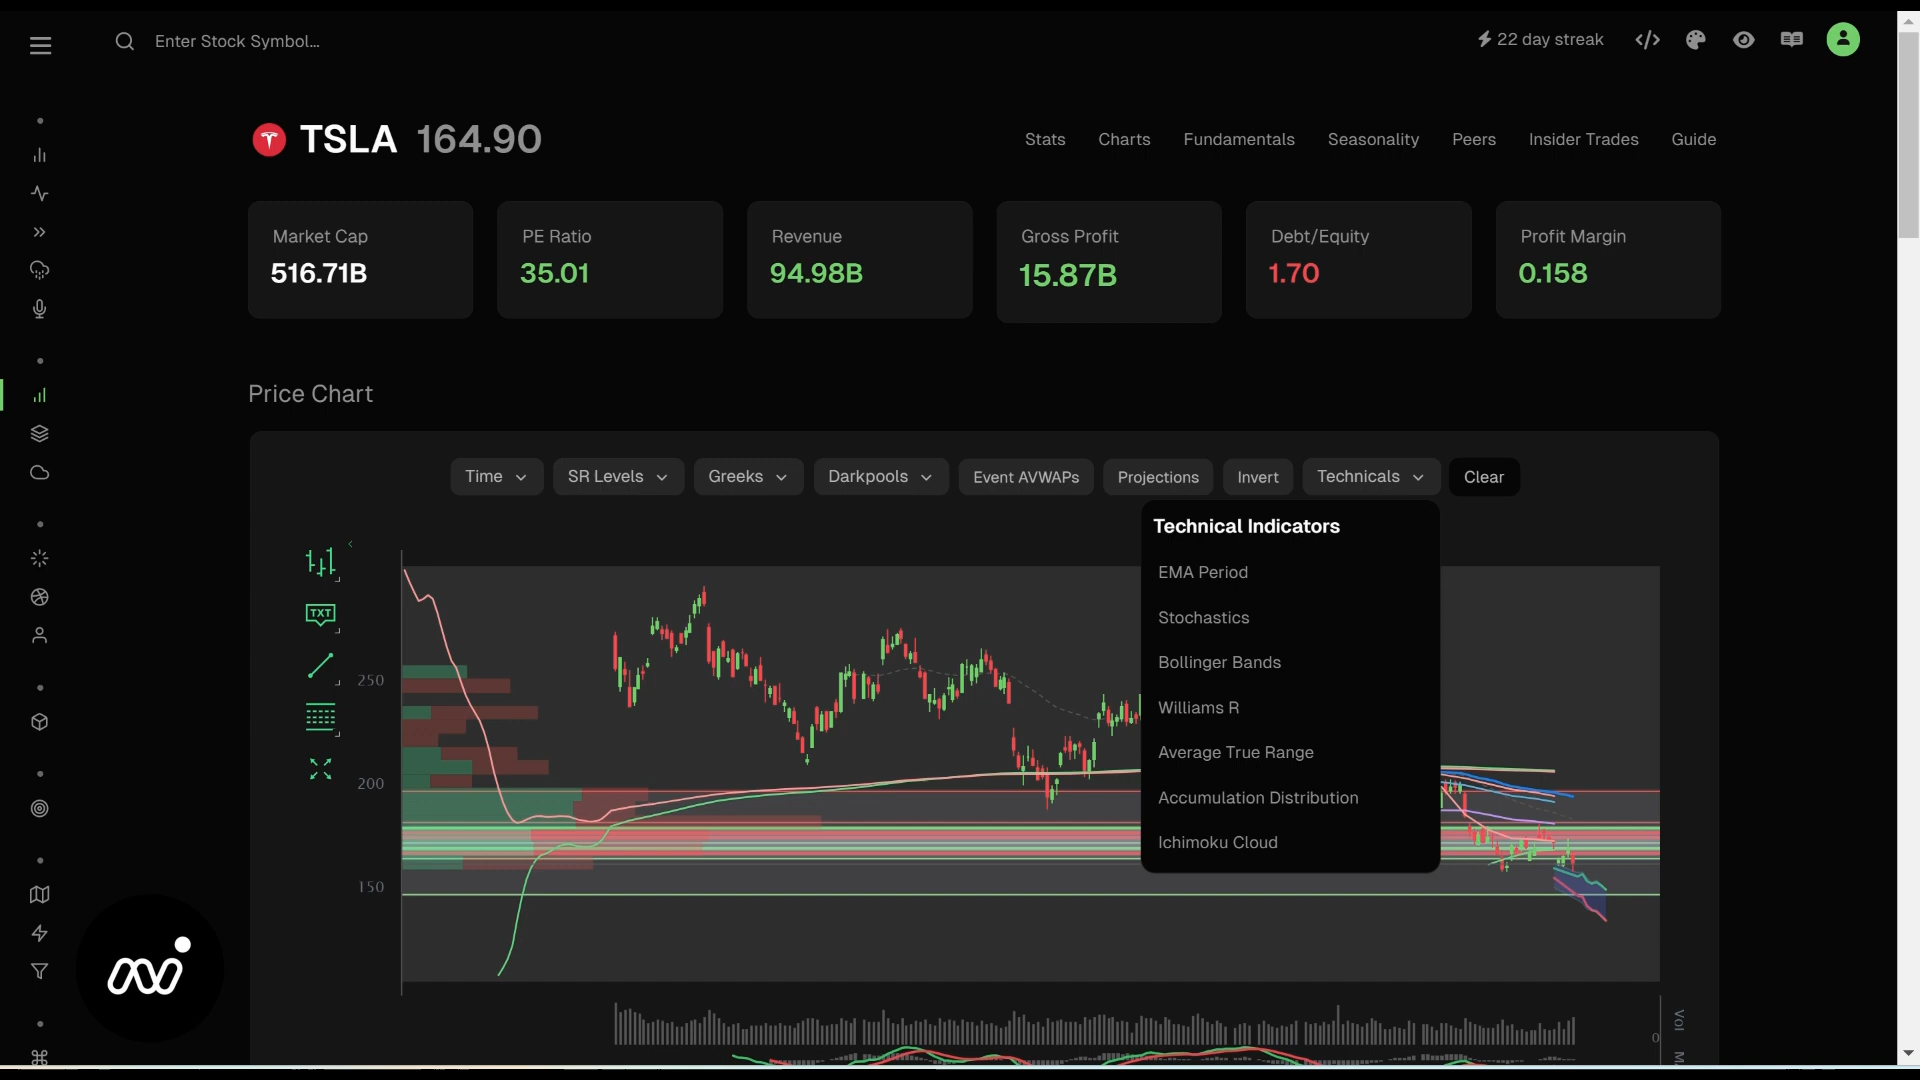 Enter Stock Symbol...
22 day streak
TSLA 164.90
Stats Charts Fundamentals Seasonality Peers Insider Trades Guide
Market Cap
516.71B
PE Ratio
35.01
Revenue
94.98B
Gross Profit
15.87B
Debt/Equity
1.70
Profit Margin
0.158
Price Chart
Time SR Levels Greeks Darkpools Event AVWAPs Projections Invert Technicals Clear
Technical Indicators
EMA Period
Stochastics
Bollinger Bands
Williams R
Average True Range
Accumulation Distribution
Ichimoku Cloud
TXT
250
200
150
Vol
0